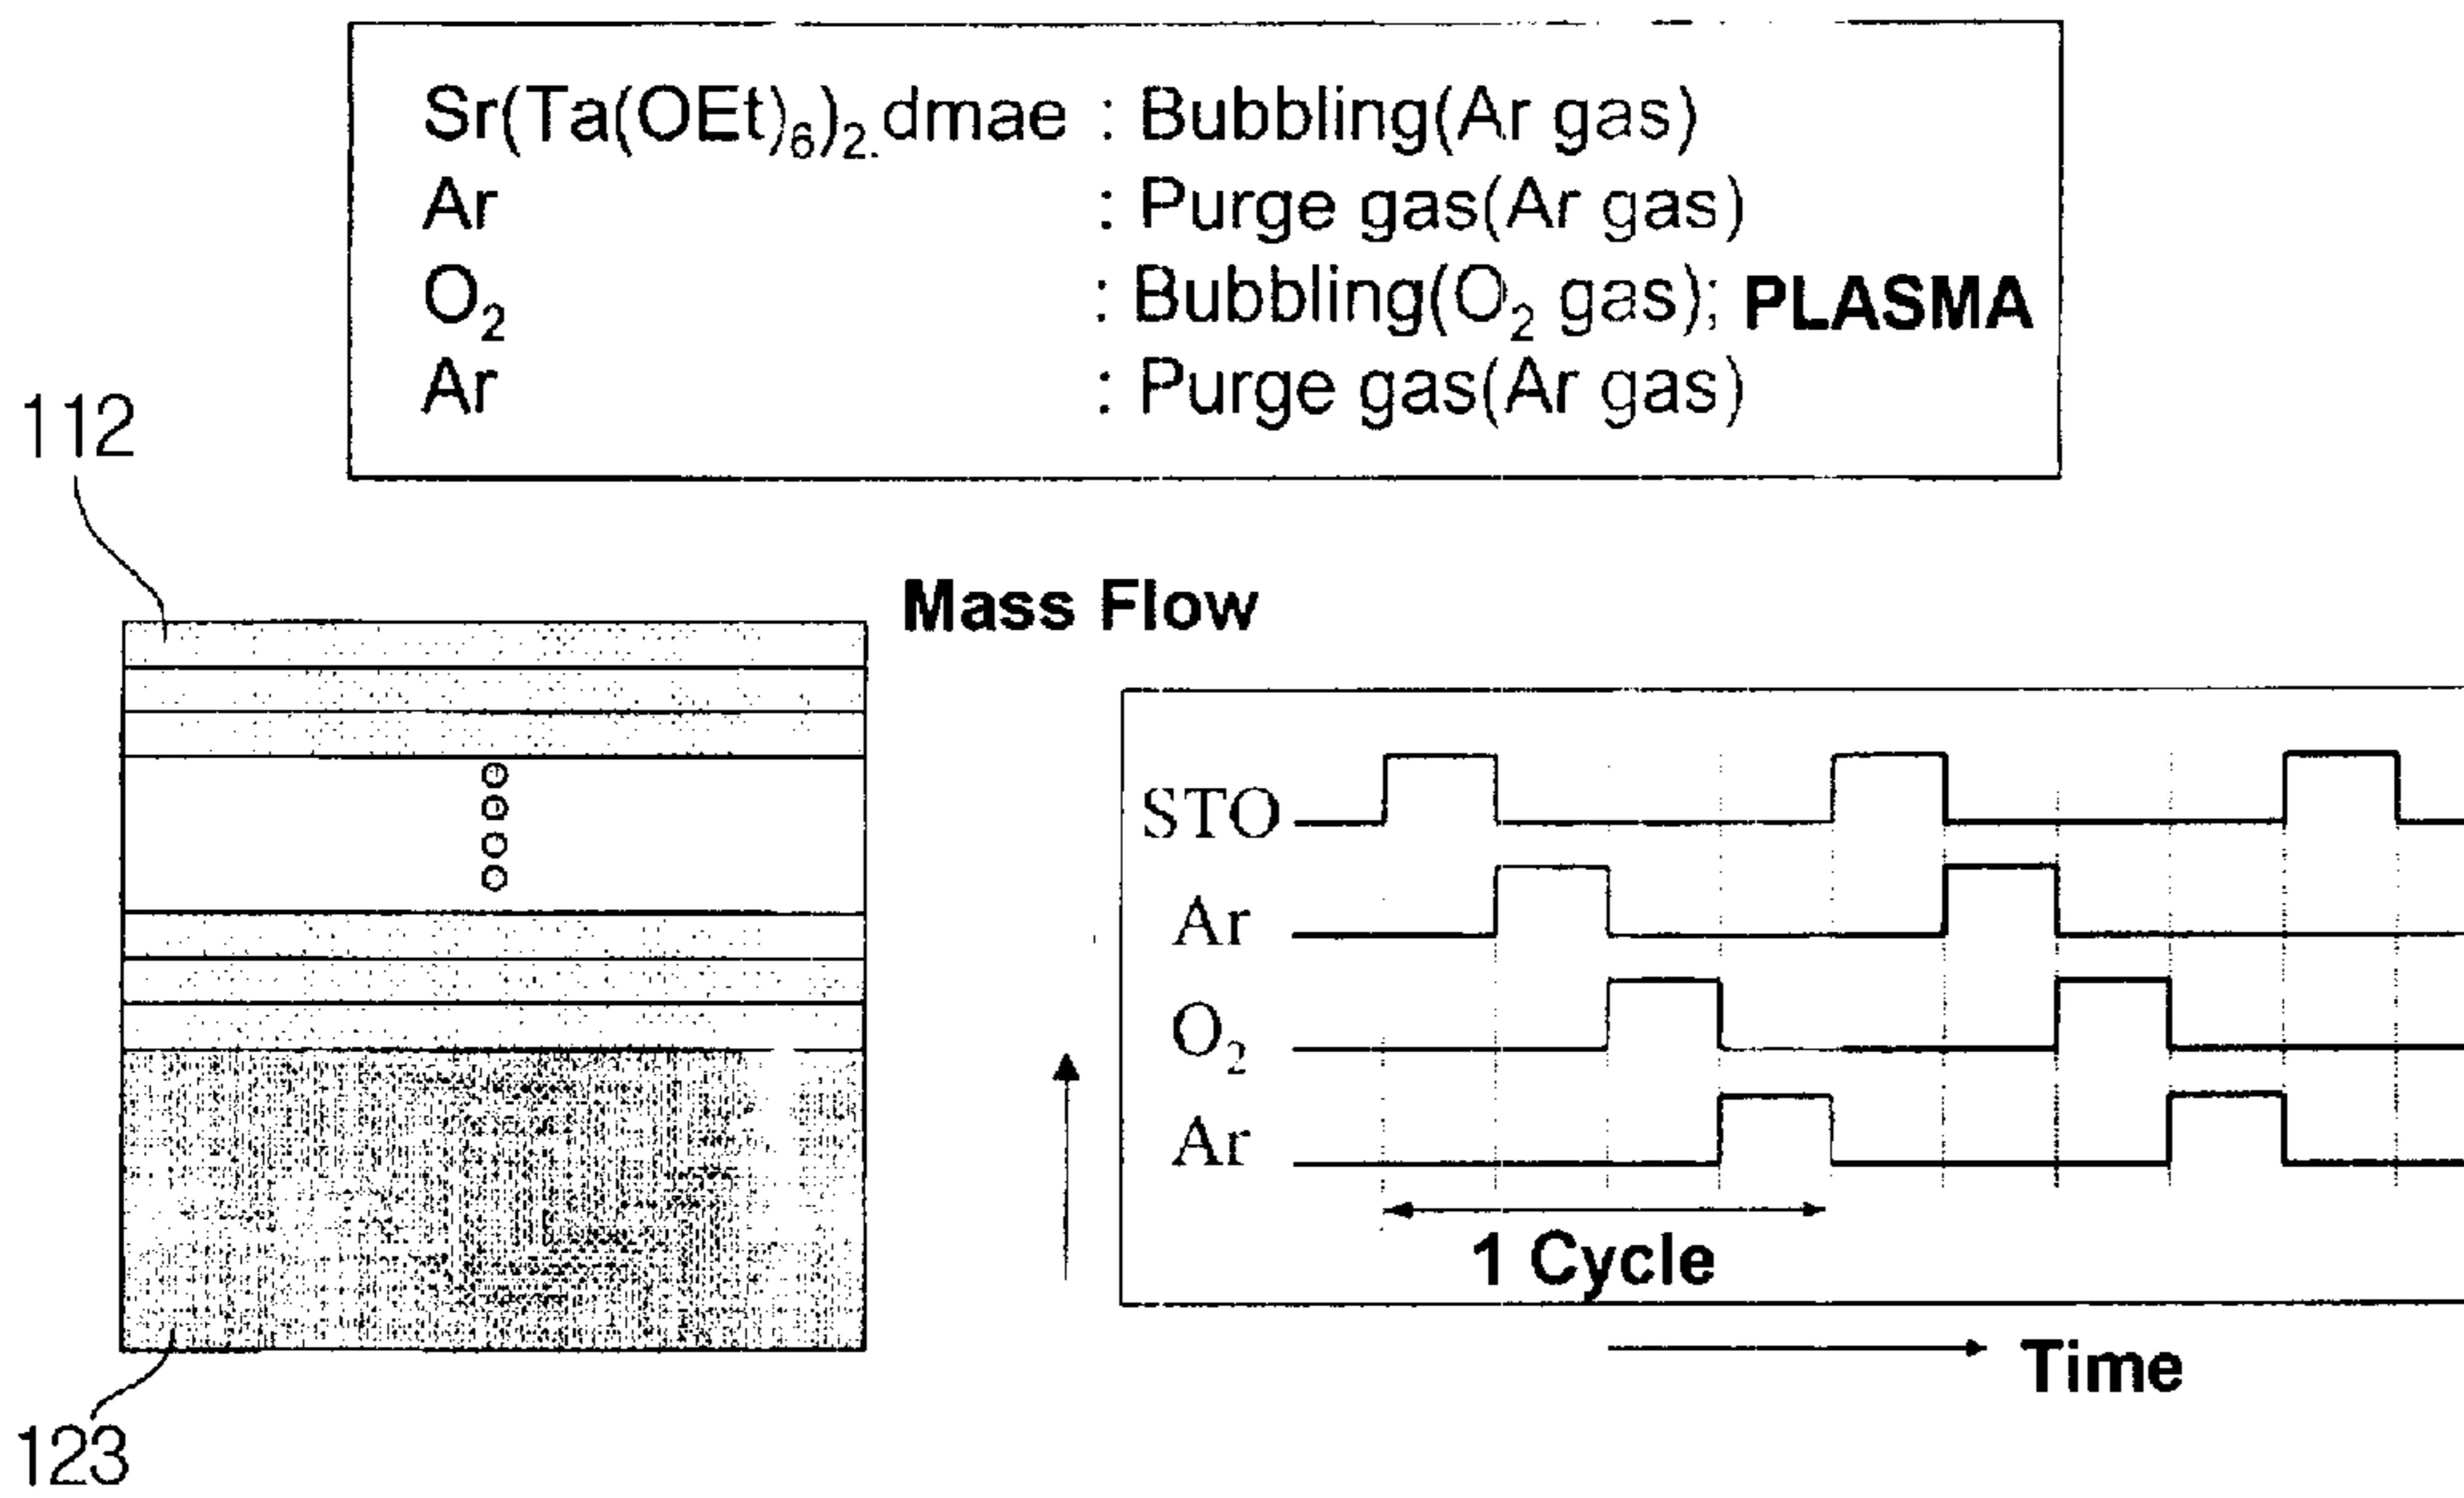 Sr(Ta(OEt)₆)₂.dmae : Bubbling(Ar gas)
Ar : Purge gas(Ar gas)
O₂ : Bubbling(O₂ gas); PLASMA
Ar : Purge gas(Ar gas)
112
Mass Flow
STO
Ar
O₂
Ar
1 Cycle
Time
123